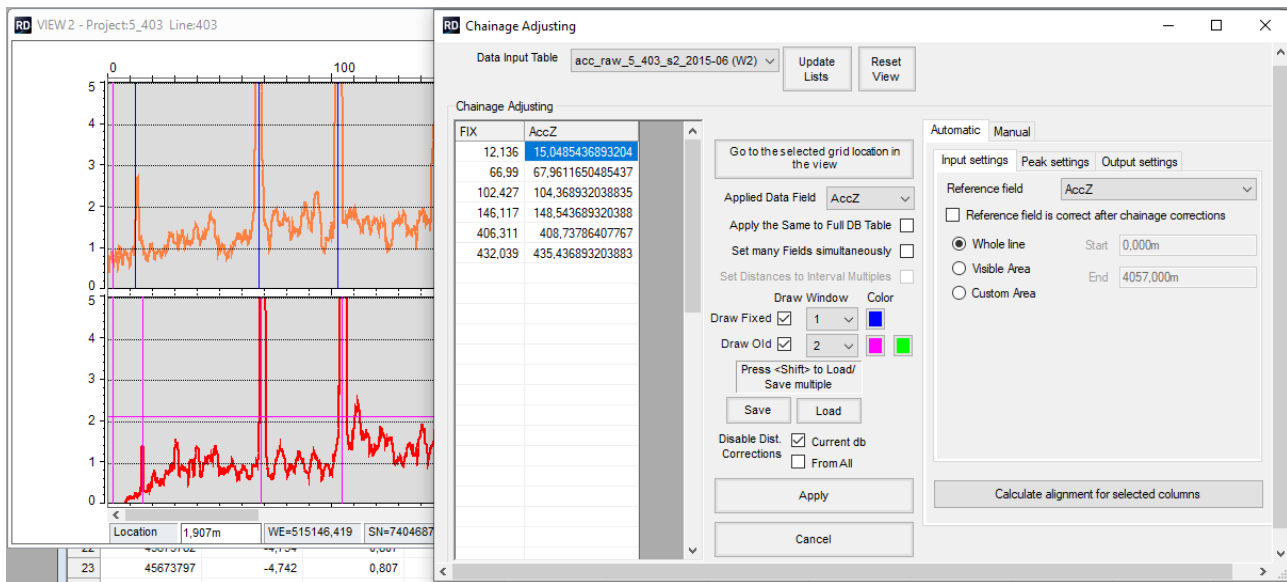 RD VIEW 2 - Project:5_403 Line:403
0 100
5
4
3
2
1
0
5
4
3
2
1
0
Location 1,907m WE=515146,419 SN=7404687
23 45673797 -4,742 0,807
RD Chainage Adjusting
Data Input Table acc_raw_5_403_s2_2015-06 (W2) Update Lists Reset View
Chainage Adjusting
FIX AccZ
12,136 15,0485436893204
66,99 67,9611650485437
102,427 104,368932038835
146,117 148,543689320388
406,311 408,73786407767
432,039 435,436893203883
Go to the selected grid location in
the view
Applied Data Field AccZ
Apply the Same to Full DB Table
Set many Fields simultaneously
Set Distances to Interval Multiples
Draw Window Color
Draw Fixed 1
Draw Old 2
Press <Shift> to Load/
Save multiple
Save Load
Disable Dist. Corrections
Current db
From All
Apply
Cancel
Automatic Manual
Input settings Peak settings Output settings
Reference field AccZ
Reference field is correct after chainage corrections
Whole line Start 0,000m
Visible Area End 4057,000m
Custom Area
Calculate alignment for selected columns